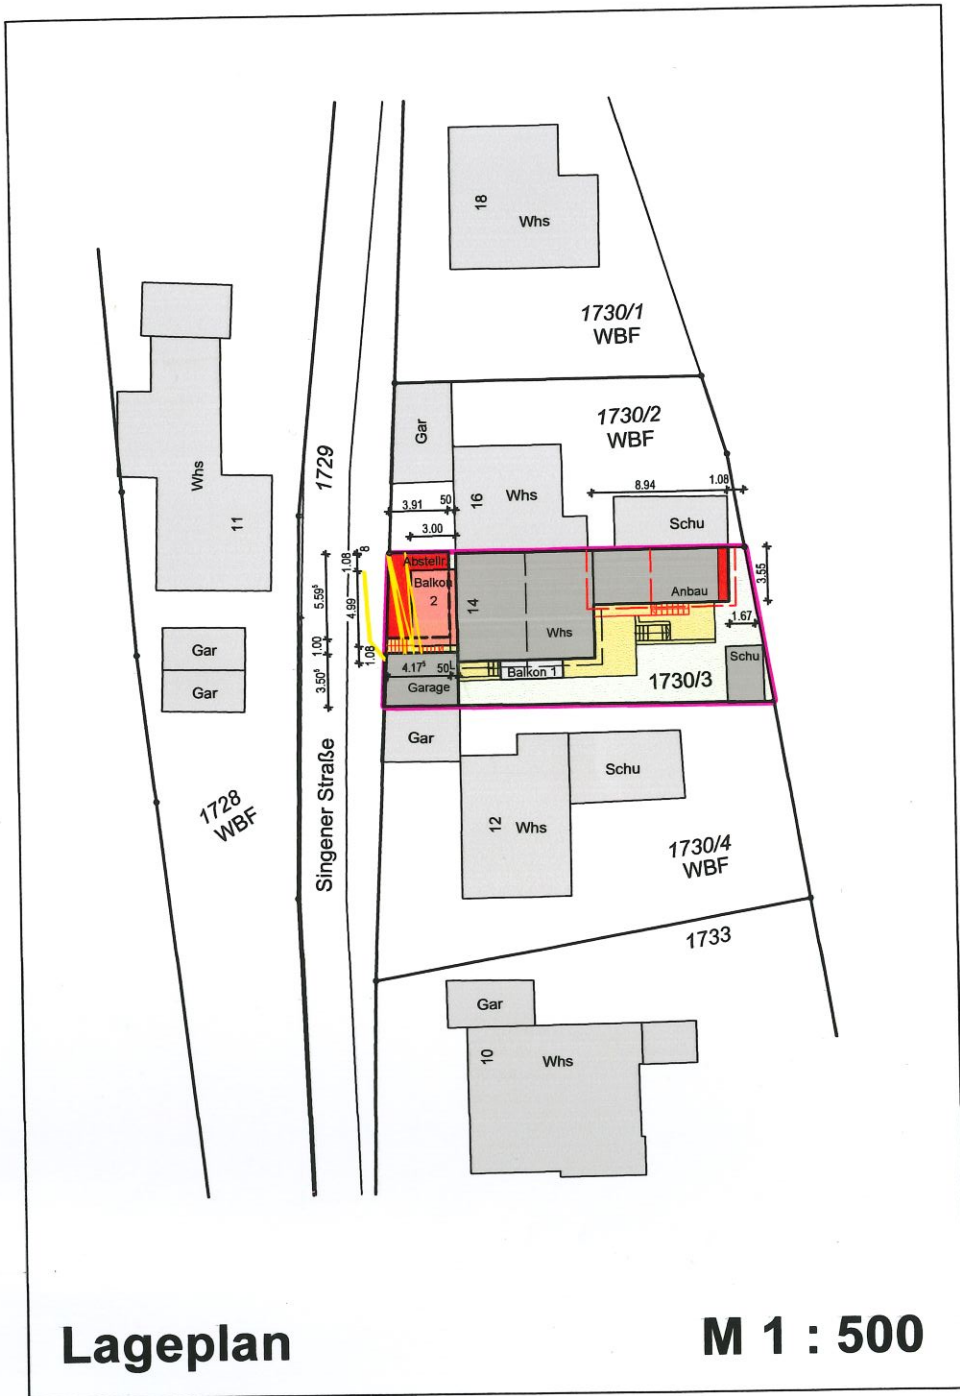 18
Whs
1730/1
WBF
Gar
1730/2
WBF
1729
Whs
11
16
Whs
8.94
1.08
3.91
50
3.00
Schu
8
1.08
5.59⁵
4.99
1.00
1.08
3.50⁵
Abstellr.
Balkon
2
14
Whs
Anbau
3.55
1.67
Schu
4.17⁵
50
Garage
Balkon 1
1730/3
Gar
Gar
Gar
Schu
12
Whs
1728
WBF
Singener Straße
1730/4
WBF
1733
Gar
10
Whs
Lageplan
M 1 : 500